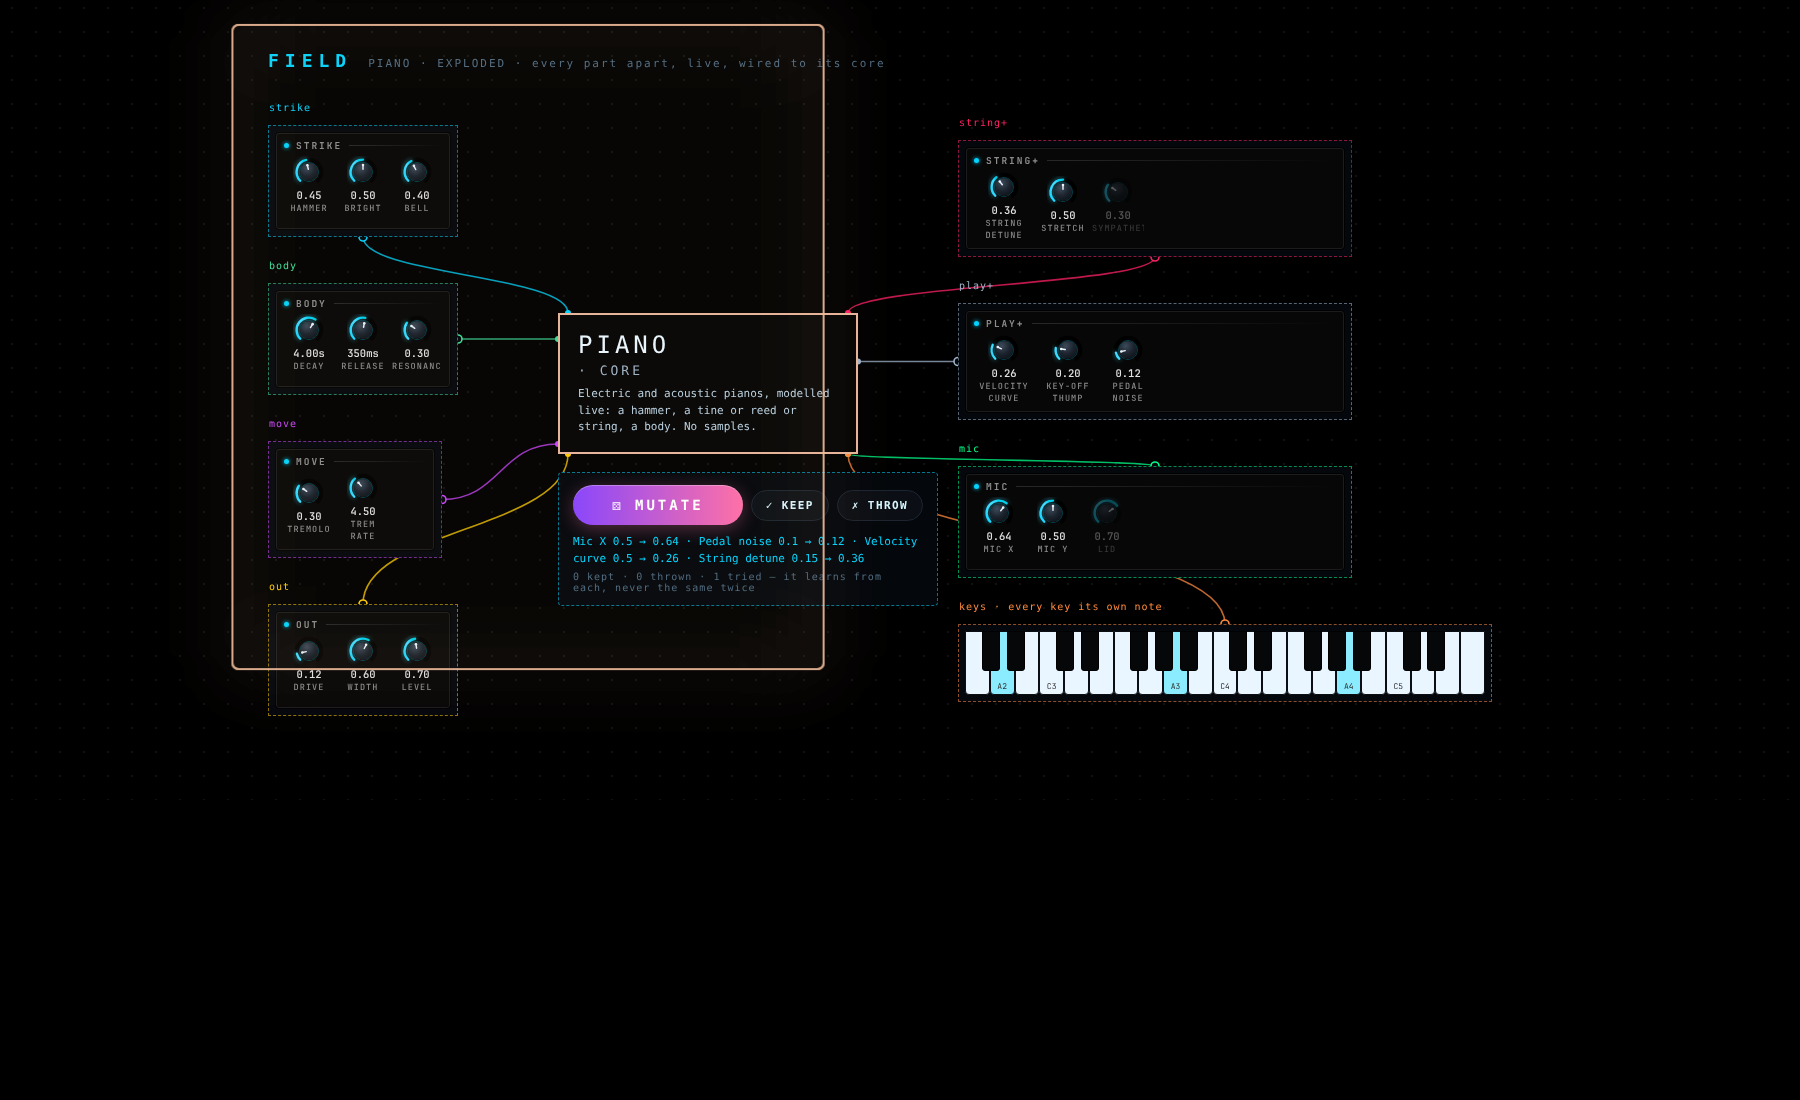 FIELD PIANO · EXPLODED · every part apart, live, wired to its core
strike
STRIKE
0.45 0.50 0.40
HAMMER BRIGHT BELL
body
BODY
4.00s 350ms 0.30
DECAY RELEASE RESONANC
move
MOVE
0.30 4.50
TREMOLO TREM RATE
out
OUT
0.12 0.60 0.70
DRIVE WIDTH LEVEL
PIANO
· CORE
Electric and acoustic pianos, modelled
live: a hammer, a tine or reed or
string, a body. No samples.
⚄ MUTATE ✓ KEEP ✗ THROW
Mic X 0.5 → 0.64 · Pedal noise 0.1 → 0.12 · Velocity
curve 0.5 → 0.26 · String detune 0.15 → 0.36
0 kept · 0 thrown · 1 tried — it learns from
each, never the same twice
string+
STRING+
0.36 0.50 0.30
STRING DETUNE STRETCH SYMPATHET
play+
PLAY+
0.26 0.20 0.12
VELOCITY CURVE KEY-OFF THUMP PEDAL NOISE
mic
MIC
0.64 0.50 0.70
MIC X MIC Y LID
keys · every key its own note
A2 C3 A3 C4 A4 C5